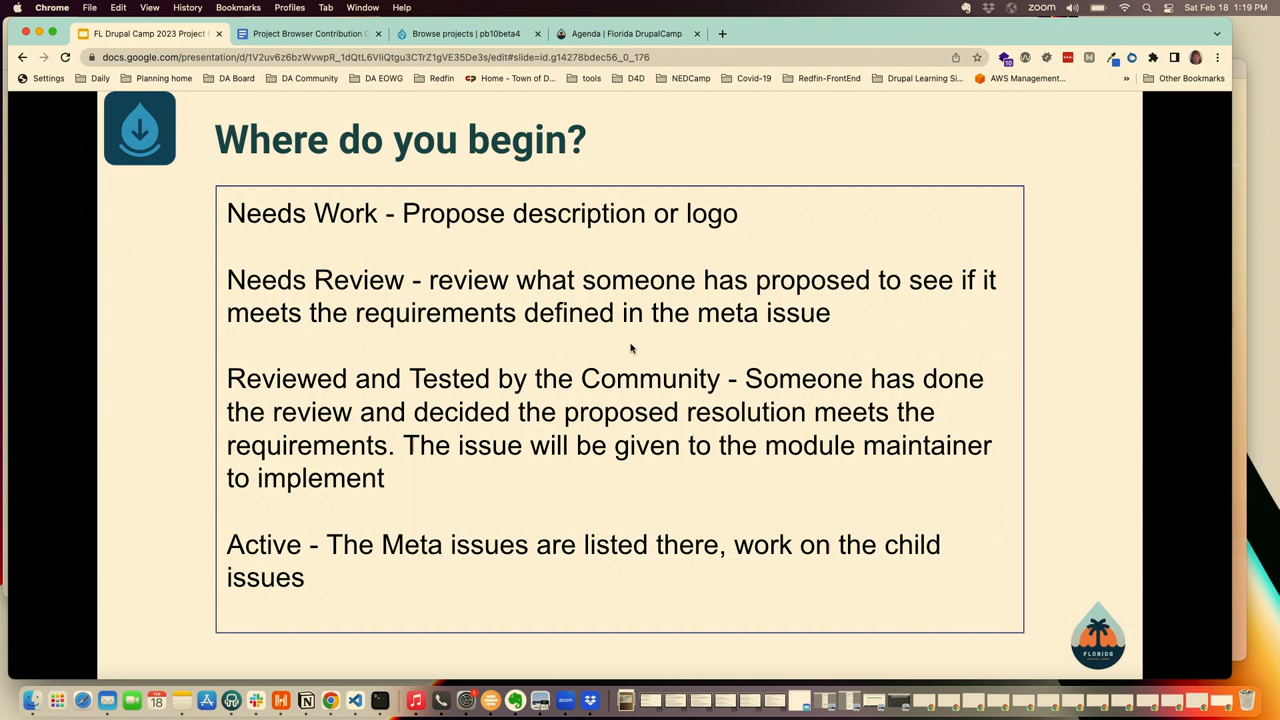 Chrome File Edit View History Bookmarks Profiles Tab Window Help zoom Sat Feb 18 1:19 PM
FL Drupal Camp 2023 Project Project Browser Contribution G Browse projects | pb10beta4 Agenda | Florida DrupalCamp
docs.google.com/presentation/d/1V2uv6z6bzWvwpR_1dQtL6VIiQtgu3CTrZ1gVE35De3s/edit#slide=id.g14278bdec56_0_176
Settings Daily Planning home DA Board DA Community DA EOWG Redfin Home - Town of D... tools D4D NEDCamp Covid-19 Redfin-FrontEnd Drupal Learning Si... AWS Management... » Other Bookmarks
Where do you begin?
Needs Work - Propose description or logo
Needs Review - review what someone has proposed to see if it
meets the requirements defined in the meta issue
Reviewed and Tested by the Community - Someone has done
the review and decided the proposed resolution meets the
requirements. The issue will be given to the module maintainer
to implement
Active - The Meta issues are listed there, work on the child
issues
FLORIDA
FEB
18
zoom